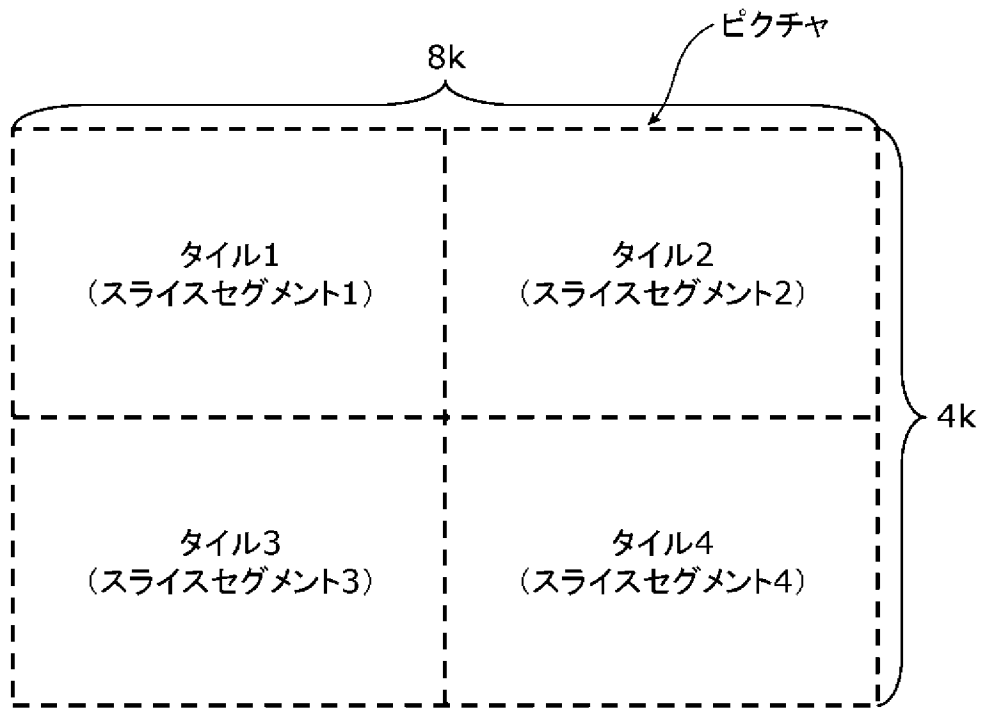 ピクチャ
8k
タイル1
（スライスセグメント1）
タイル2
（スライスセグメント2）
4k
タイル3
（スライスセグメント3）
タイル4
（スライスセグメント4）